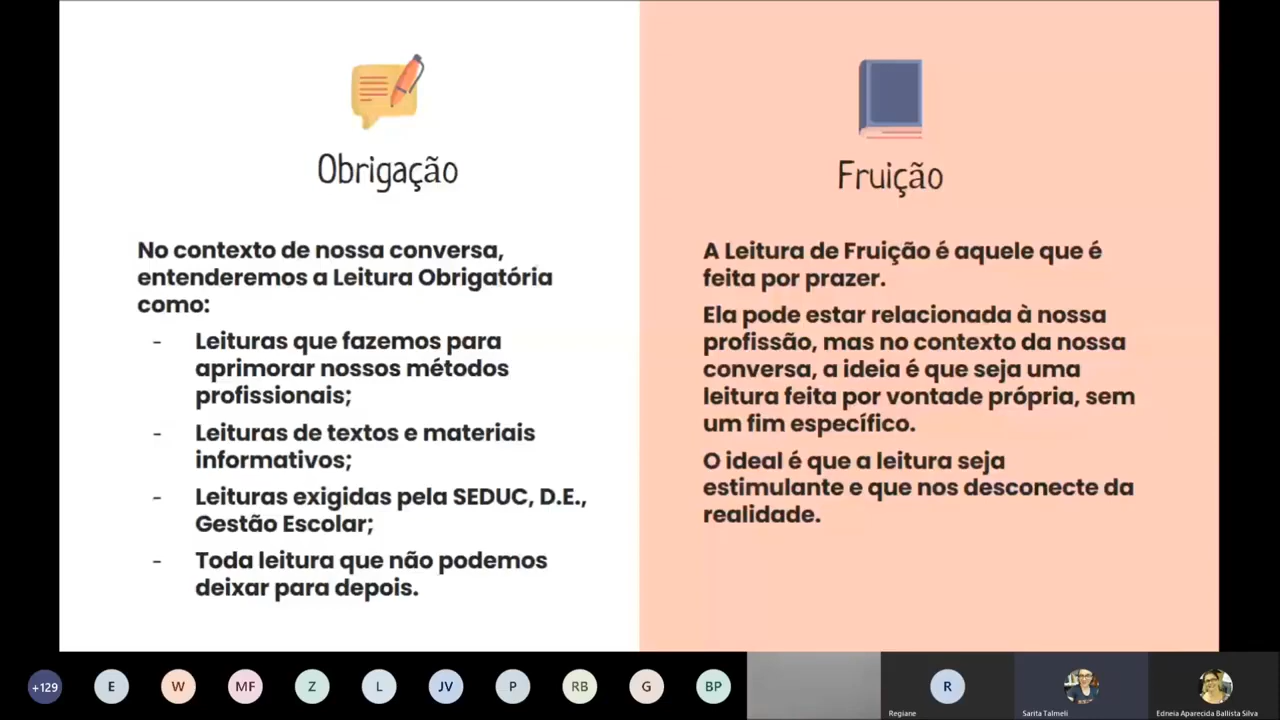 Obrigação
No contexto de nossa conversa,
entenderemos a Leitura Obrigatória
como:
- Leituras que fazemos para
aprimorar nossos métodos
profissionais;
- Leituras de textos e materiais
informativos;
- Leituras exigidas pela SEDUC, D.E.,
Gestão Escolar;
- Toda leitura que não podemos
deixar para depois.
Fruição
A Leitura de Fruição é aquele que é
feita por prazer.
Ela pode estar relacionada à nossa
profissão, mas no contexto da nossa
conversa, a ideia é que seja uma
leitura feita por vontade própria, sem
um fim específico.
O ideal é que a leitura seja
estimulante e que nos desconecte da
realidade.
+129 E W MF Z L JV P RB G BP R
Regiane Sarita Talmeli Edneia Aparecida Ballista Silva